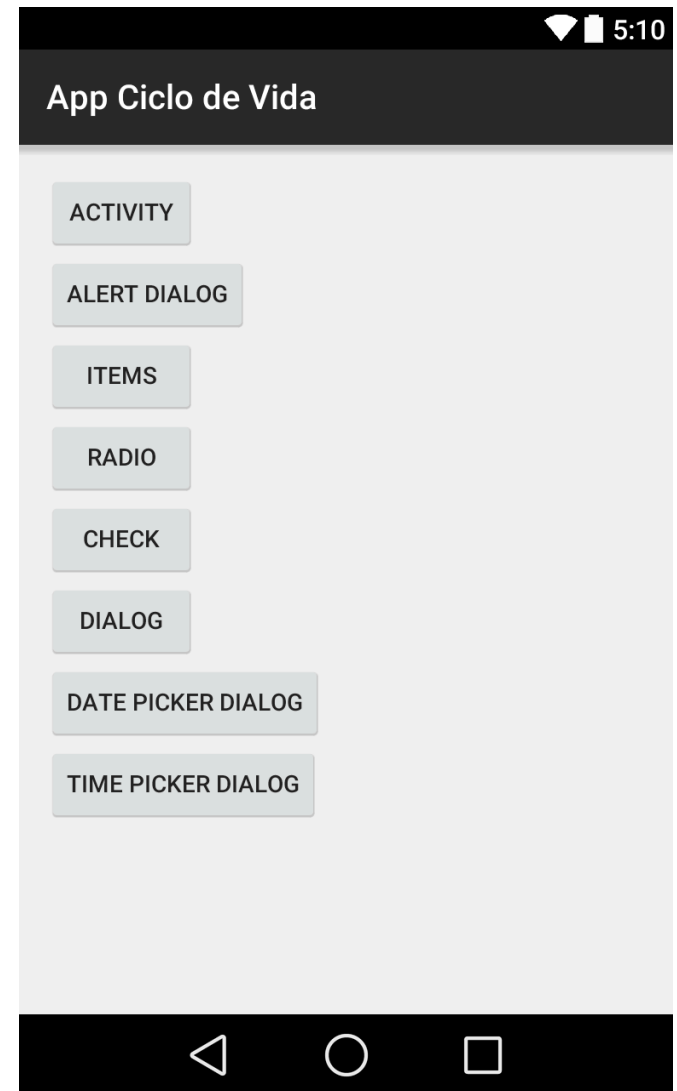 5:10
App Ciclo de Vida
ACTIVITY
ALERT DIALOG
ITEMS
RADIO
CHECK
DIALOG
DATE PICKER DIALOG
TIME PICKER DIALOG